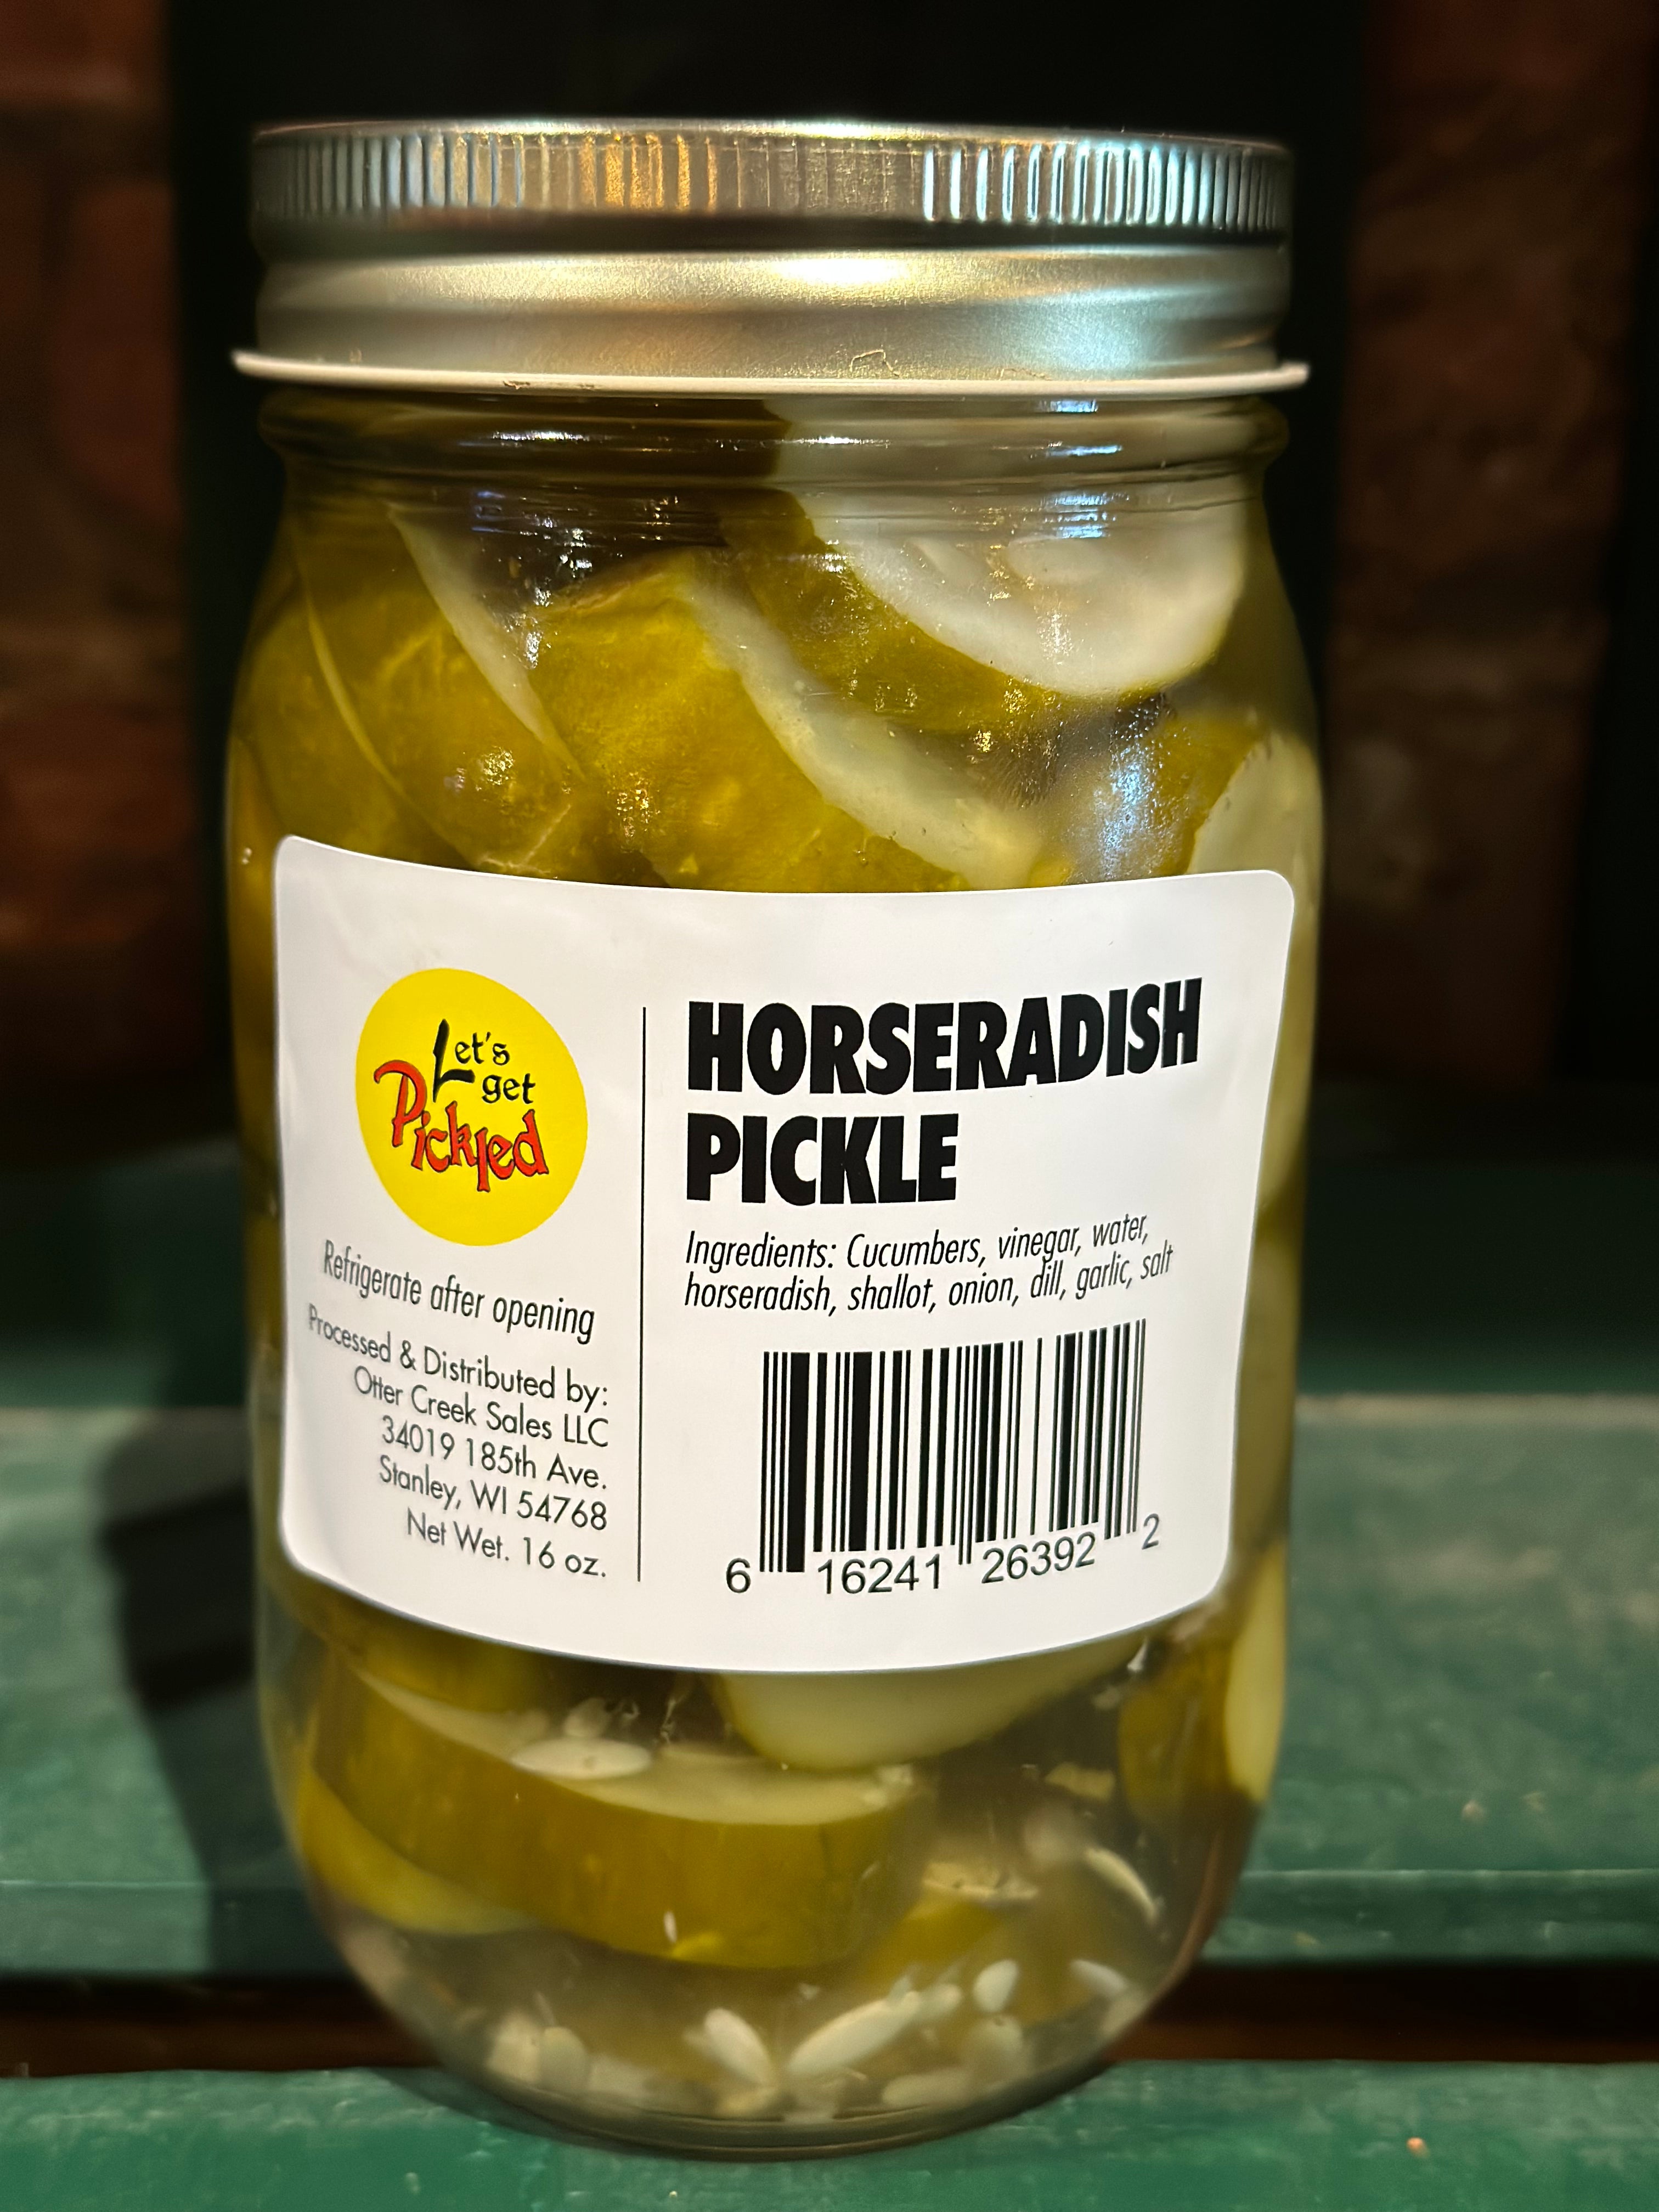 Let's
get
Pickled
Refrigerate after opening
Processed & Distributed by:
Otter Creek Sales LLC
34019 185th Ave.
Stanley, WI 54768
Net Wet. 16 oz.
HORSERADISH
PICKLE
Ingredients: Cucumbers, vinegar, water,
horseradish, shallot, onion, dill, garlic, salt
6 16241 26392 2